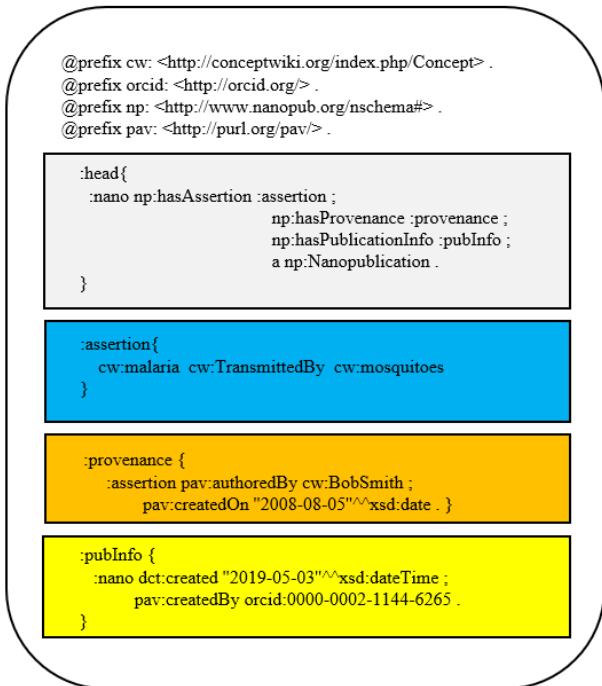 @prefix cw: <http://conceptwiki.org/index.php/Concept> .
@prefix orcid: <http://orcid.org/> .
@prefix np: <http://www.nanopub.org/nschema#> .
@prefix pav: <http://purl.org/pav/> .
:head{
:nano np:hasAssertion :assertion ;
np:hasProvenance :provenance ;
np:hasPublicationInfo :pubInfo ;
a np:Nanopublication .
}
:assertion{
cw:malaria cw:TransmittedBy cw:mosquitoes
}
:provenance {
:assertion pav:authoredBy cw:BobSmith ;
pav:createdOn "2008-08-05"^^xsd:date . }
:pubInfo {
:nano dct:created "2019-05-03"^^xsd:dateTime ;
pav:createdBy orcid:0000-0002-1144-6265 .
}